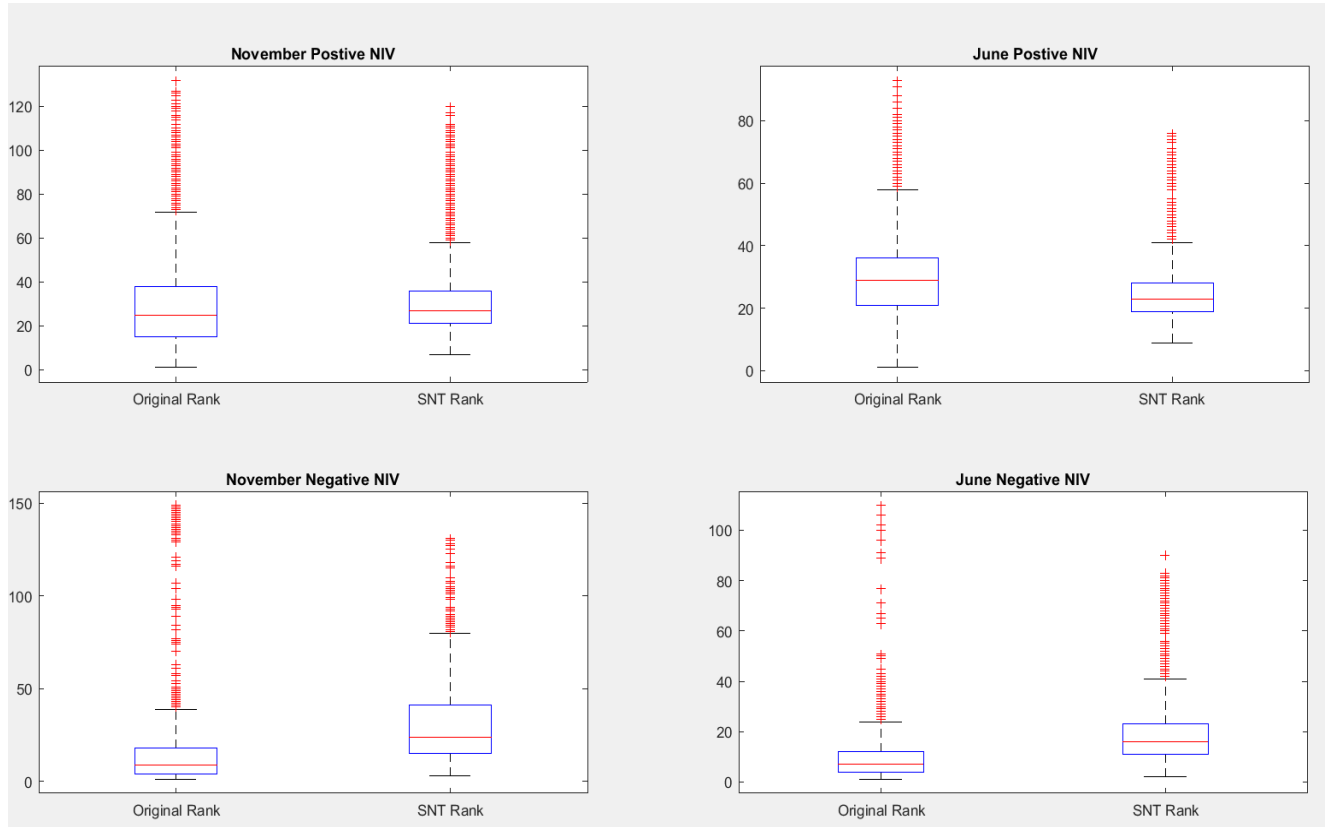 November Postive NIV
120
100
80
60
40
20
0
Original Rank
SNT Rank
June Postive NIV
80
60
40
20
0
Original Rank
SNT Rank
November Negative NIV
150
100
50
0
Original Rank
SNT Rank
June Negative NIV
100
80
60
40
20
0
Original Rank
SNT Rank